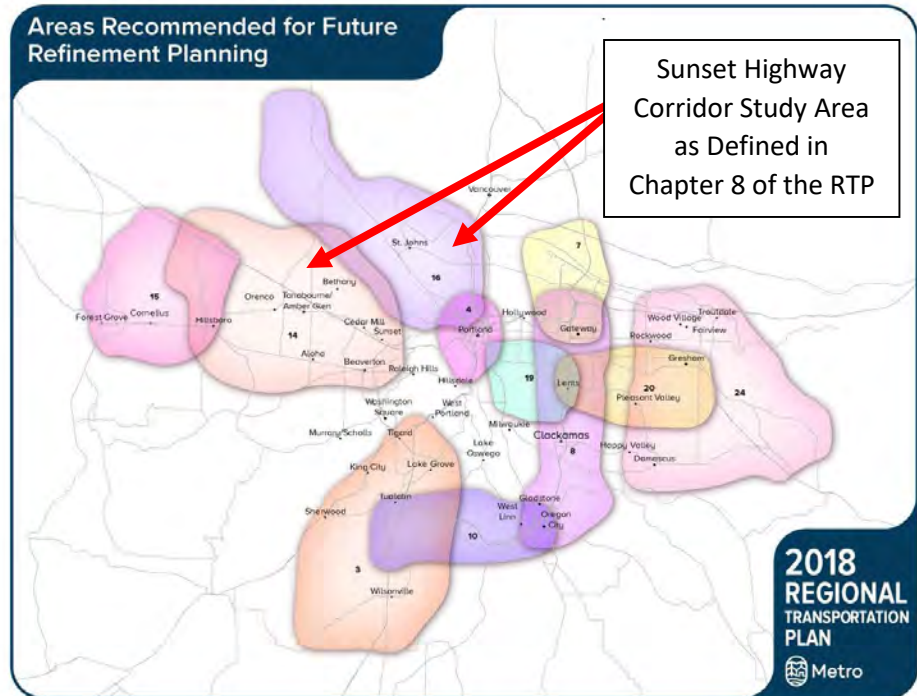 Areas Recommended for Future
Refinement Planning
Sunset Highway
Corridor Study Area
as Defined in
Chapter 8 of the RTP
Vancouver
St. Johns
16
7
15
Forest Grove
Cornelius
Hillsboro
Orenco
Tanasbourne/
Amber Glen
Bethany
14
Cedar Mill
Sunset
Aloha
Beaverton
Raleigh Hills
4
Portland
Hollywood
Gateway
Hillsdale
19
Lents
Rockwood
Wood Village
Troutdale
Fairview
Gresham
20
Pleasant Valley
24
Washington
Square
West
Portland
Murray/Scholls
Tigard
Milwaukie
Lake
Oswego
Clackamas
8
Happy Valley
Damascus
King City
Lake Grove
Tualatin
Sherwood
West
Linn
Gladstone
Oregon
City
10
3
Wilsonville
2018
REGIONAL
TRANSPORTATION
PLAN
Metro